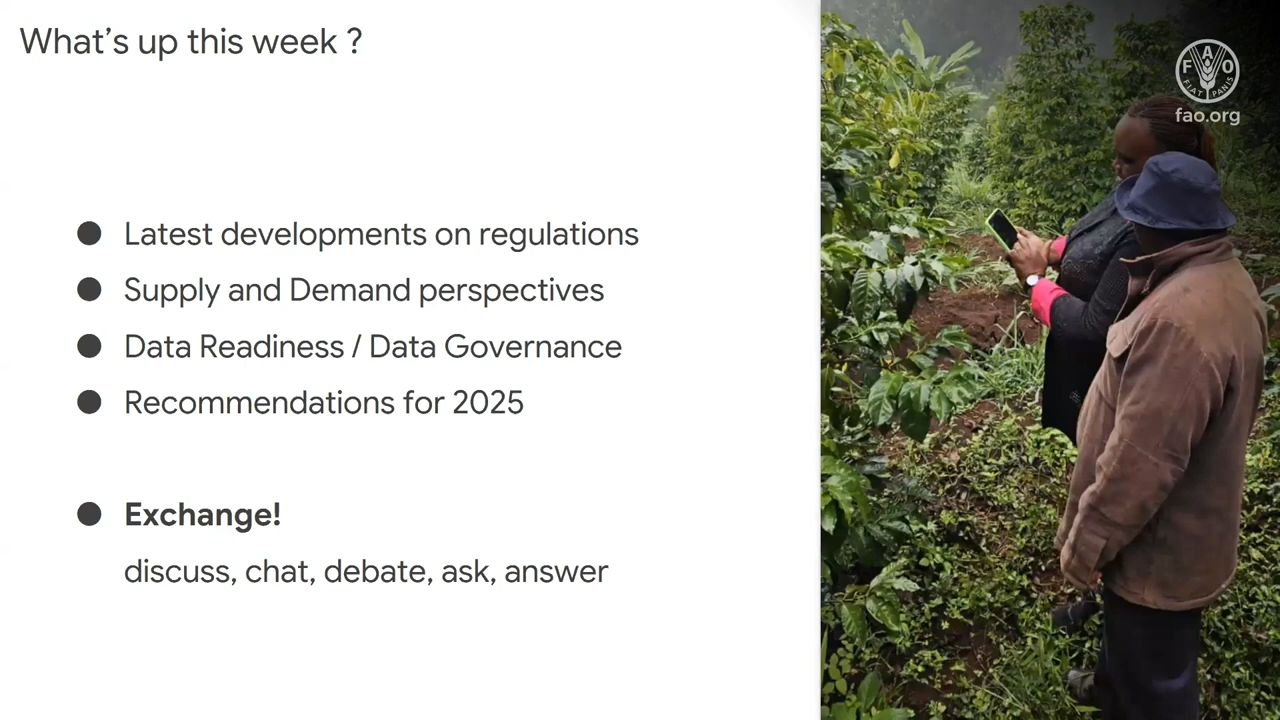 What's up this week ?
● Latest developments on regulations
● Supply and Demand perspectives
● Data Readiness / Data Governance
● Recommendations for 2025
● Exchange!
discuss, chat, debate, ask, answer
F A O
FIAT PANIS
fao.org